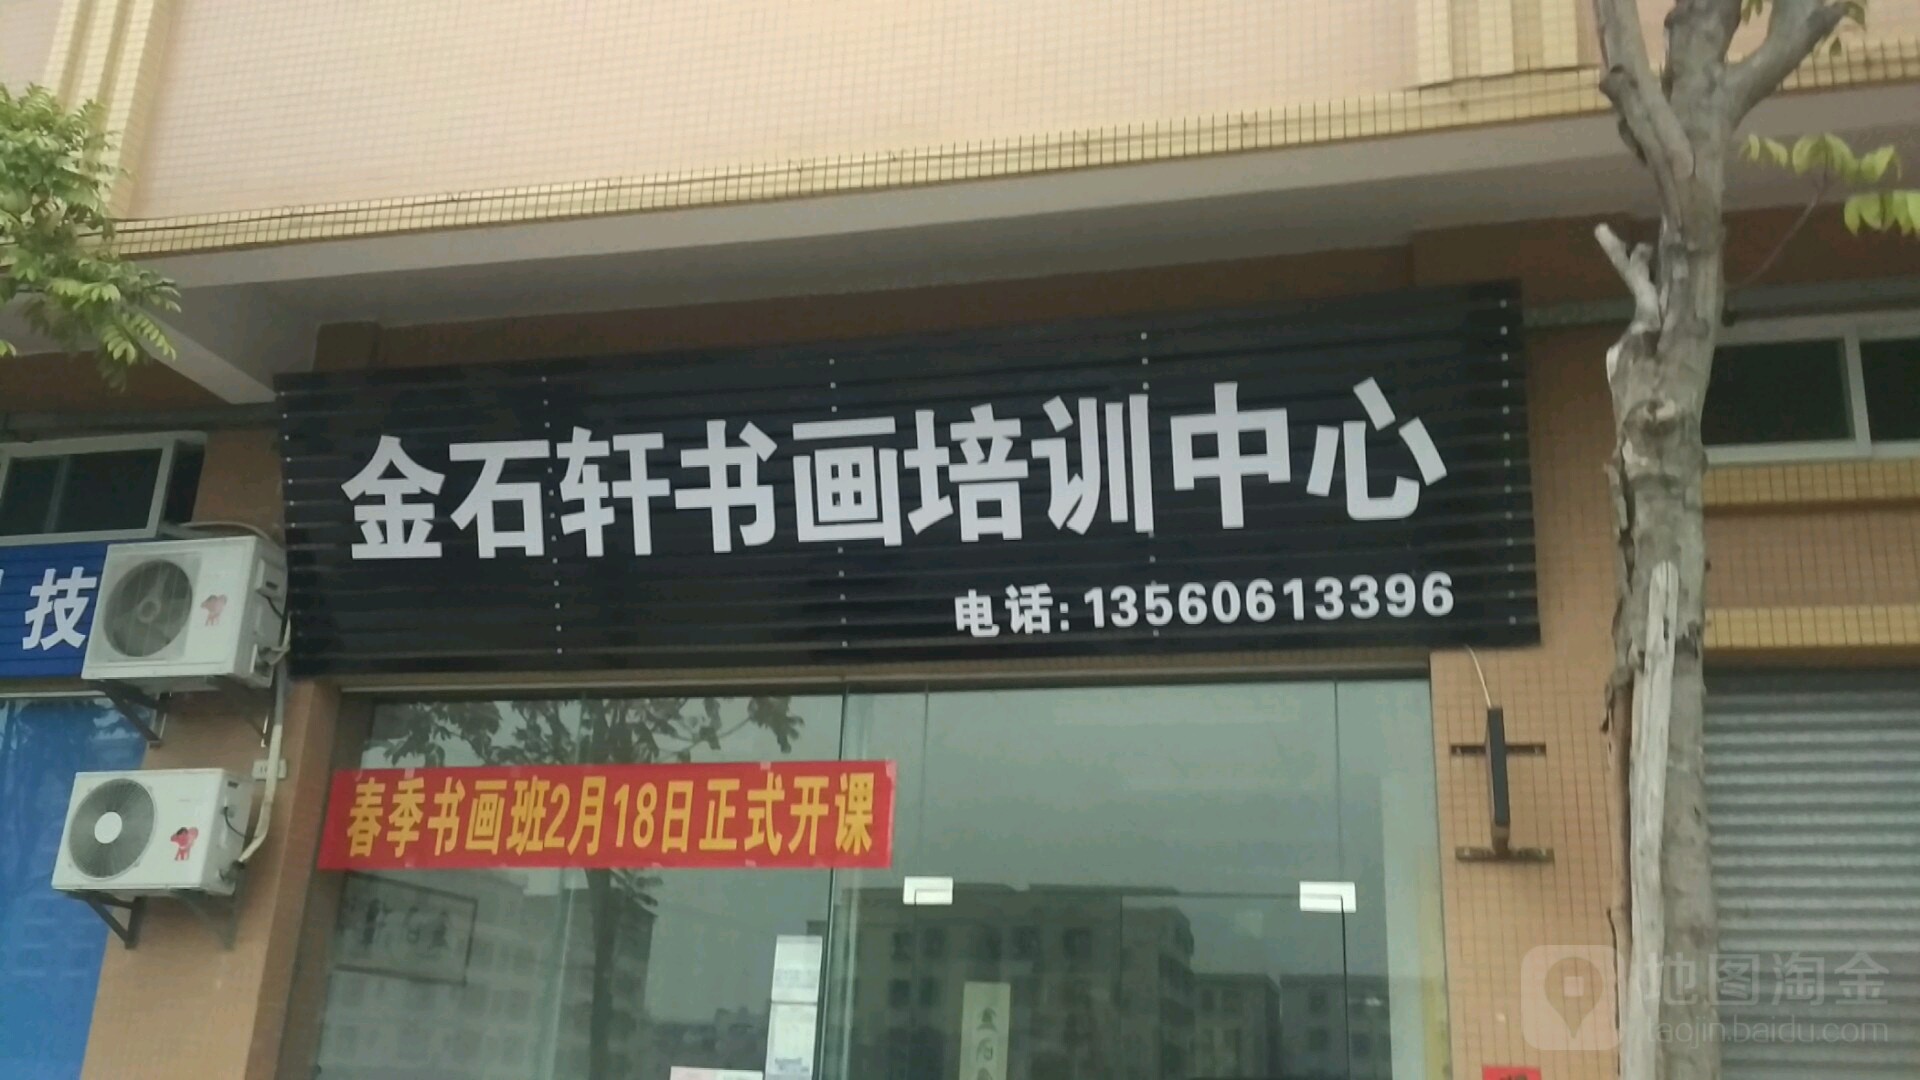 金石轩书画培训中心
电话:13560613396
技
春季书画班2月18日正式开课
地图淘金
taojin.baidu.com